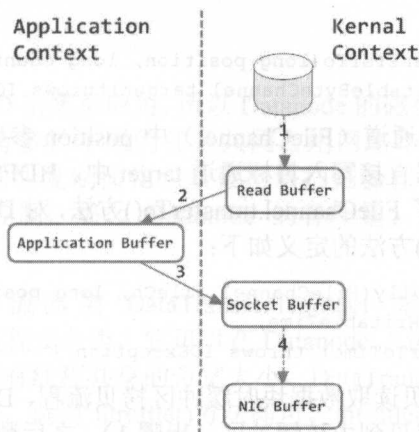 Application Context
Kernal Context
1
2
Read Buffer
Application Buffer
3
Socket Buffer
4
NIC Buffer